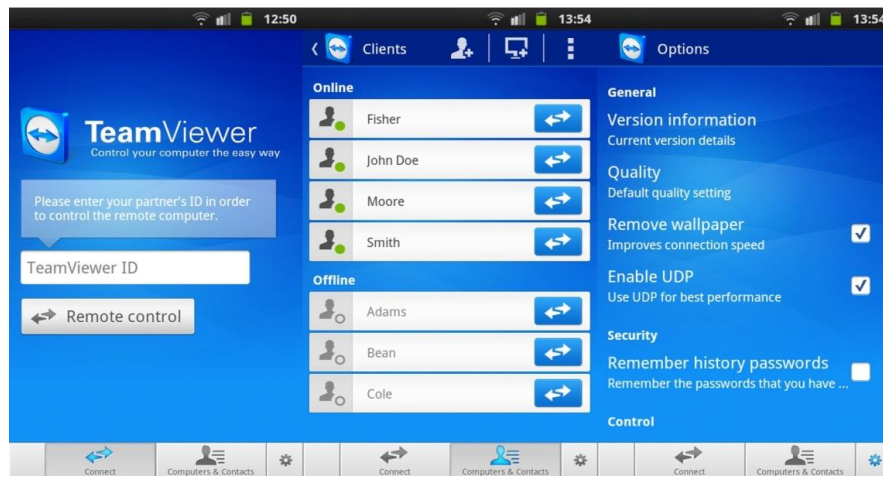 12:50
TeamViewer
Control your computer the easy way
Please enter your partner's ID in order
to control the remote computer.
TeamViewer ID
Remote control
Connect
Computers & Contacts
13:54
Clients
Online
Fisher
John Doe
Moore
Smith
Offline
Adams
Bean
Cole
Connect
Computers & Contacts
13:54
Options
General
Version information
Current version details
Quality
Default quality setting
Remove wallpaper
Improves connection speed
Enable UDP
Use UDP for best performance
Security
Remember history passwords
Remember the passwords that you have ...
Control
Connect
Computers & Contacts